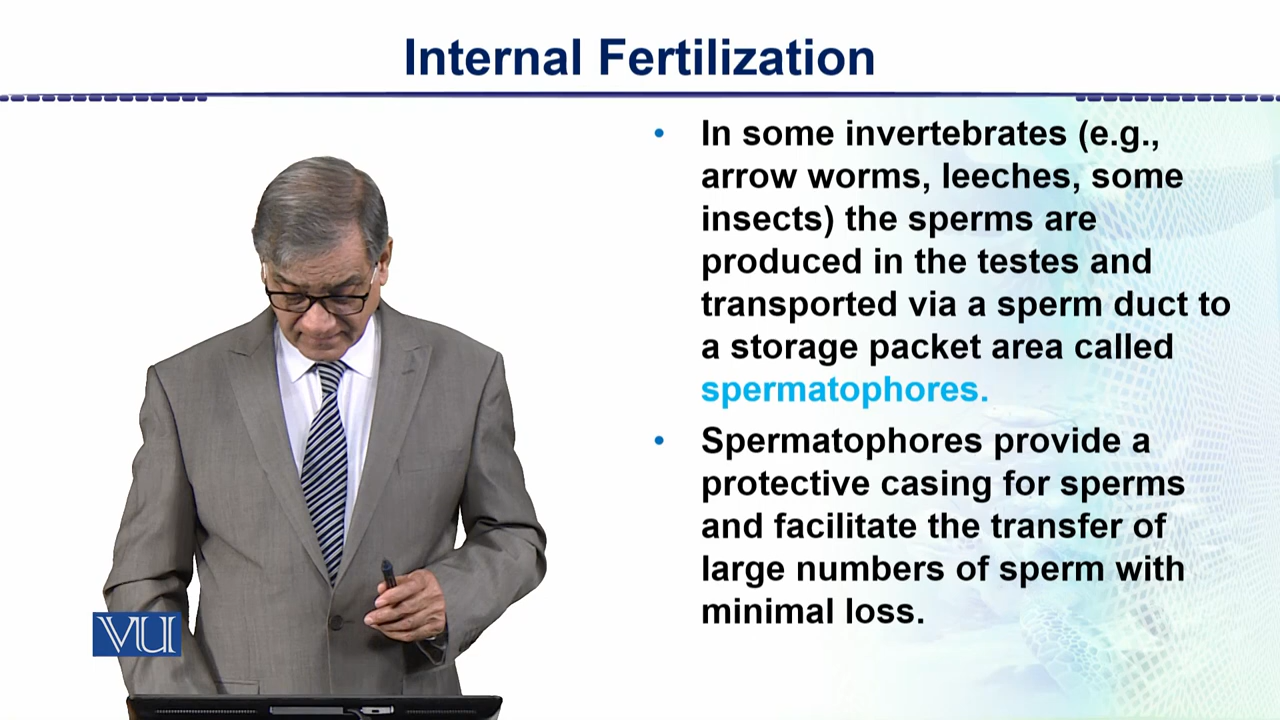 Internal Fertilization
• In some invertebrates (e.g.,
arrow worms, leeches, some
insects) the sperms are
produced in the testes and
transported via a sperm duct to
a storage packet area called
spermatophores.
• Spermatophores provide a
protective casing for sperms
and facilitate the transfer of
large numbers of sperm with
minimal loss.
VU